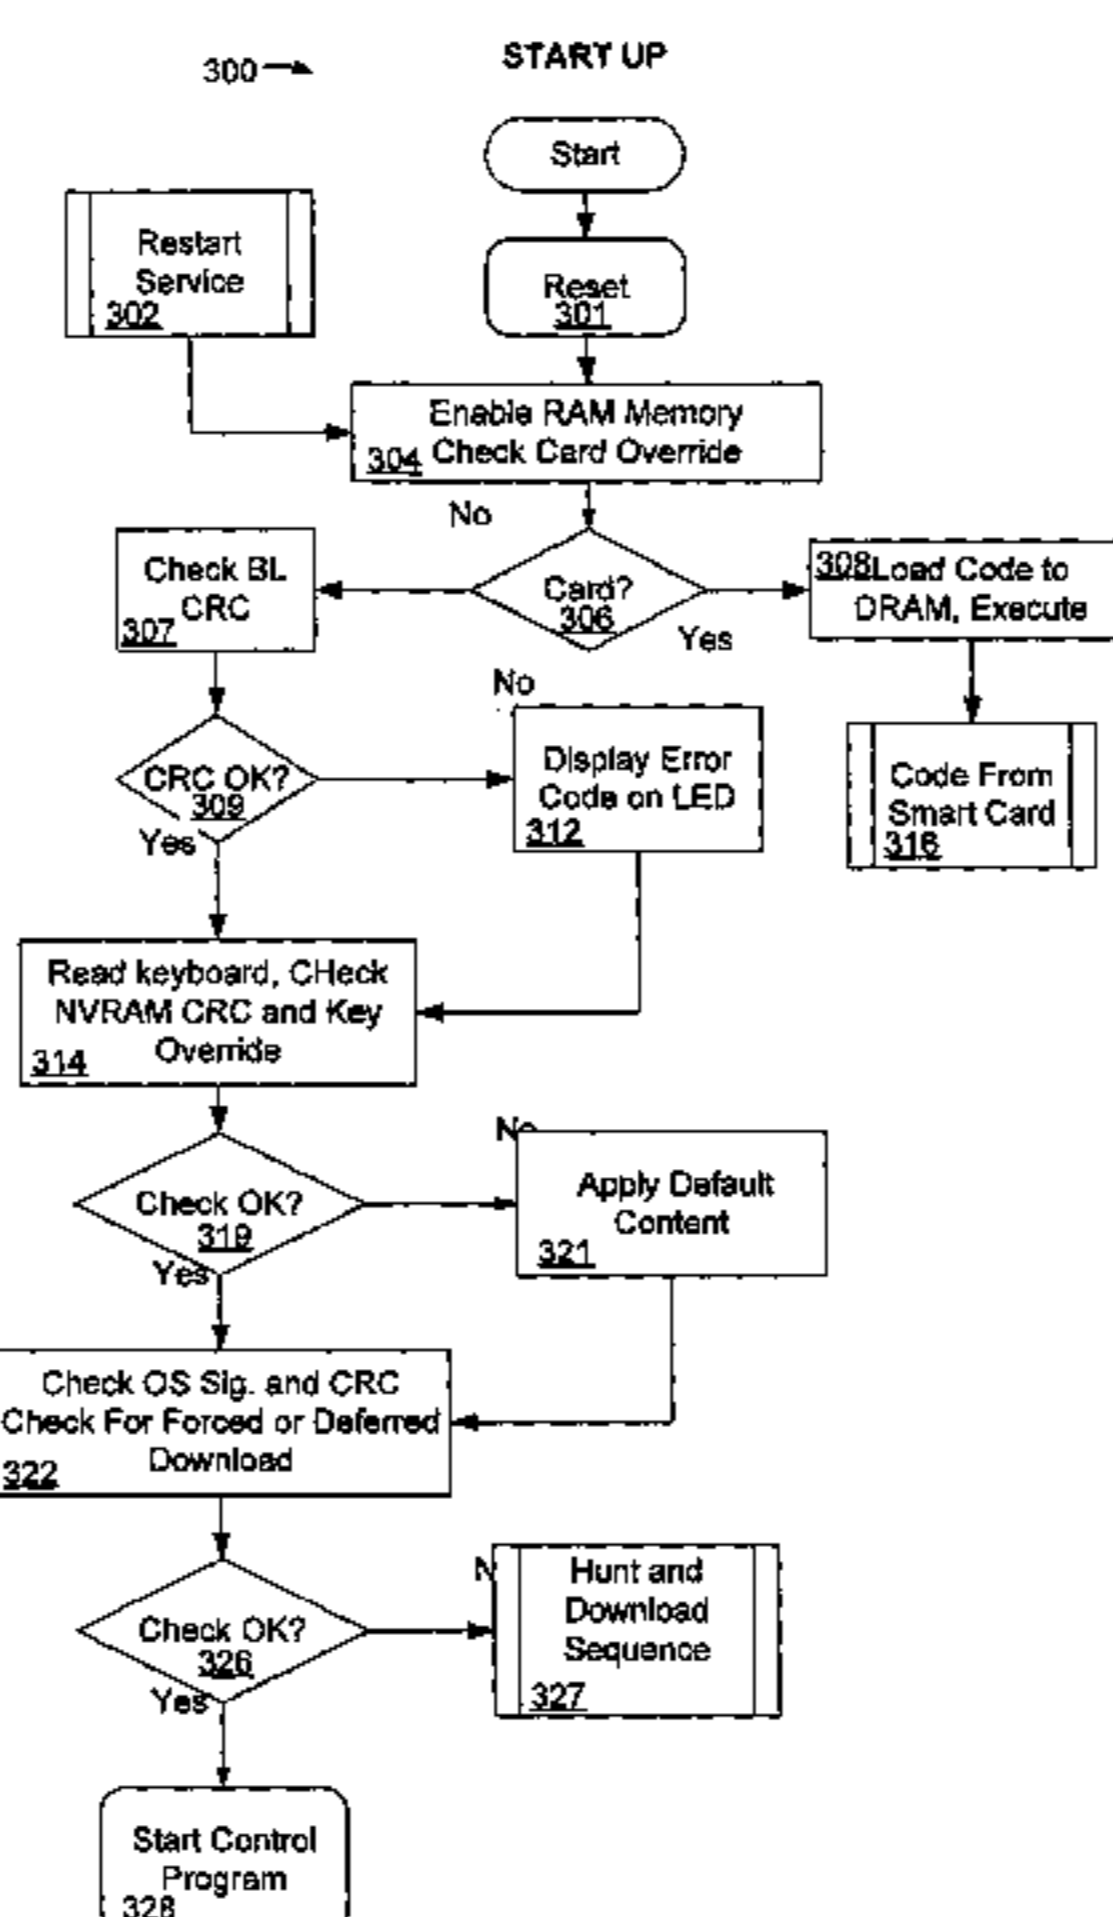 START UP
300
Start
Restart
Service
302
Reset
301
Enable RAM Memory
Check Card Override
304
No
Check BL
CRC
307
Card?
306
Yes
308
Load Code to
DRAM, Execute
No
CRC OK?
309
Yes
Display Error
Code on LED
312
Code From
Smart Card
316
Read keyboard, CHeck
NVRAM CRC and Key
Override
314
No
Check OK?
319
Yes
Apply Default
Content
321
Check OS Sig. and CRC
Check For Forced or Deferred
Download
322
N
Check OK?
326
Yes
Hunt and
Download
Sequence
327
Start Control
Program
328